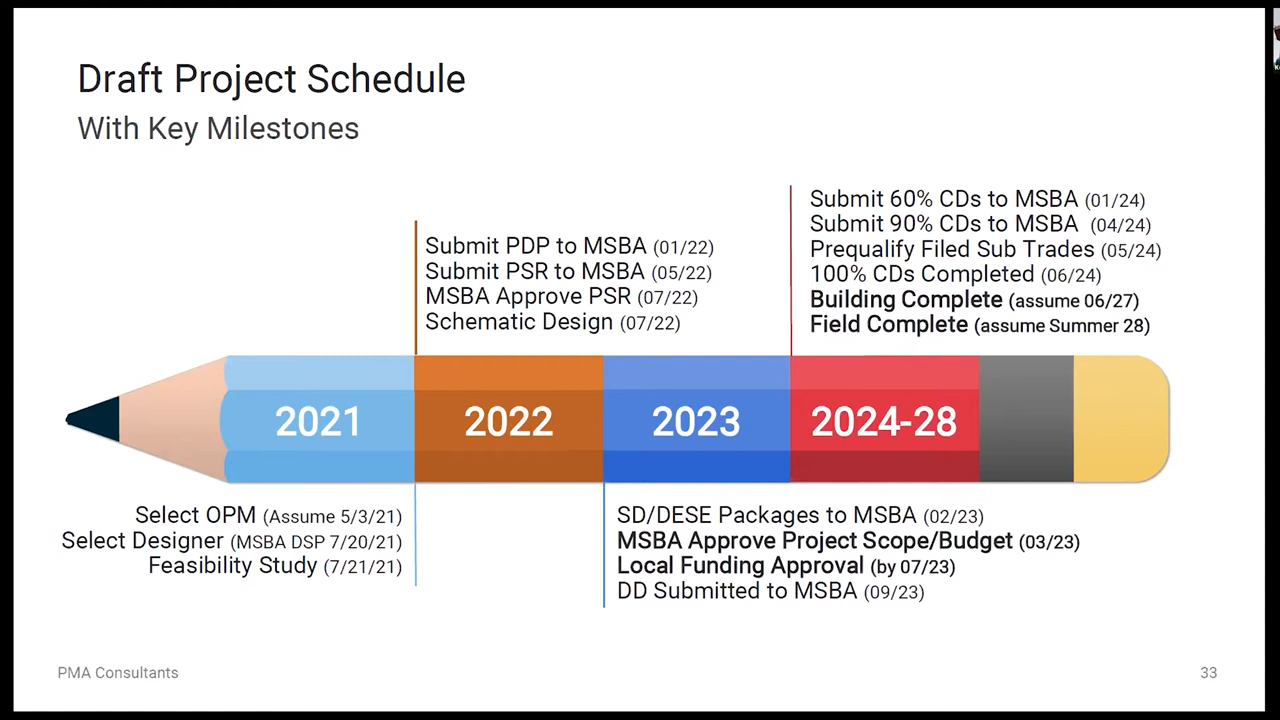 Draft Project Schedule
With Key Milestones
Submit PDP to MSBA (01/22)
Submit PSR to MSBA (05/22)
MSBA Approve PSR (07/22)
Schematic Design (07/22)
Submit 60% CDs to MSBA (01/24)
Submit 90% CDs to MSBA (04/24)
Prequalify Filed Sub Trades (05/24)
100% CDs Completed (06/24)
Building Complete (assume 06/27)
Field Complete (assume Summer 28)
2021
2022
2023
2024-28
Select OPM (Assume 5/3/21)
Select Designer (MSBA DSP 7/20/21)
Feasibility Study (7/21/21)
SD/DESE Packages to MSBA (02/23)
MSBA Approve Project Scope/Budget (03/23)
Local Funding Approval (by 07/23)
DD Submitted to MSBA (09/23)
PMA Consultants
33